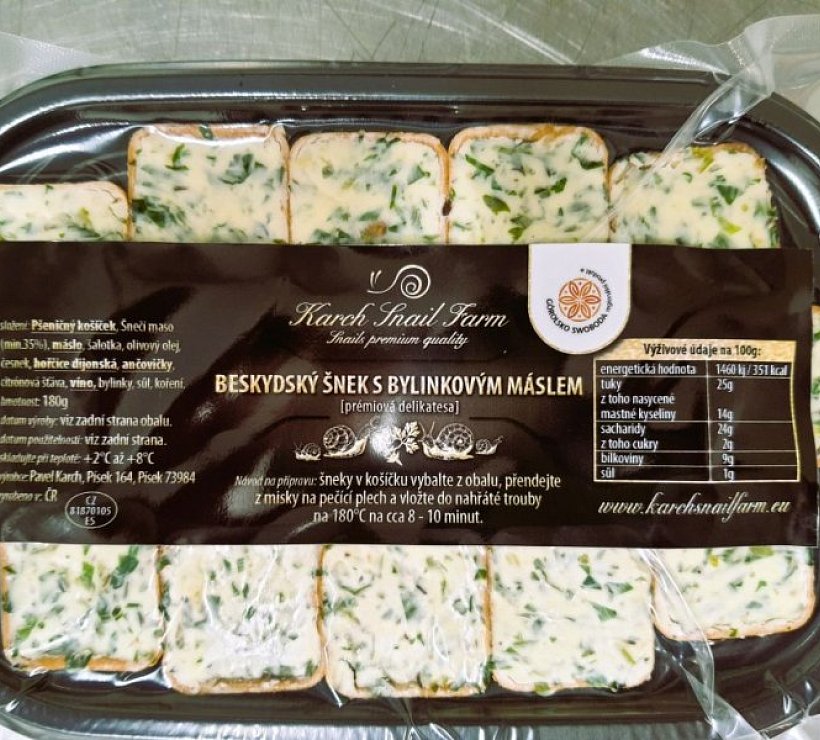 Karch Snail Farm
Snails premium quality
GÓROLSKO SWOBODA
BESKYDSKÝ ŠNEK S BYLINKOVÝM MÁSLEM
[prémiová delikatesa]
Návod na přípravu: šneky v košíčku vybalte z obalu, přendejte
z misky na pečící plech a vložte do nahřáté trouby
na 180°C na cca 8 - 10 minut.
složení: Pšeničný košíček, Šnečí maso
(min.35%), máslo, šalotka, olivový olej,
česnek, hořčice dijonská, ančovičky,
citrónová šťáva, víno, bylinky, sůl, koření.
hmotnost: 180g
datum výroby: viz zadní strana obalu.
datum použitelnosti: viz zadní strana.
skladujte při teplotě: +2°C až +8°C
výrobce: Pavel Karch, Písek 164, Písek 73984
vyrobeno v: ČR
CZ
81870105
ES
Výživové údaje na 100g:
energetická hodnota 1460 kj / 351 kcal
tuky 25g
z toho nasycené
mastné kyseliny 14g
sacharidy 24g
z toho cukry 2g
bílkoviny 9g
sůl 1g
www.karchsnailfarm.eu